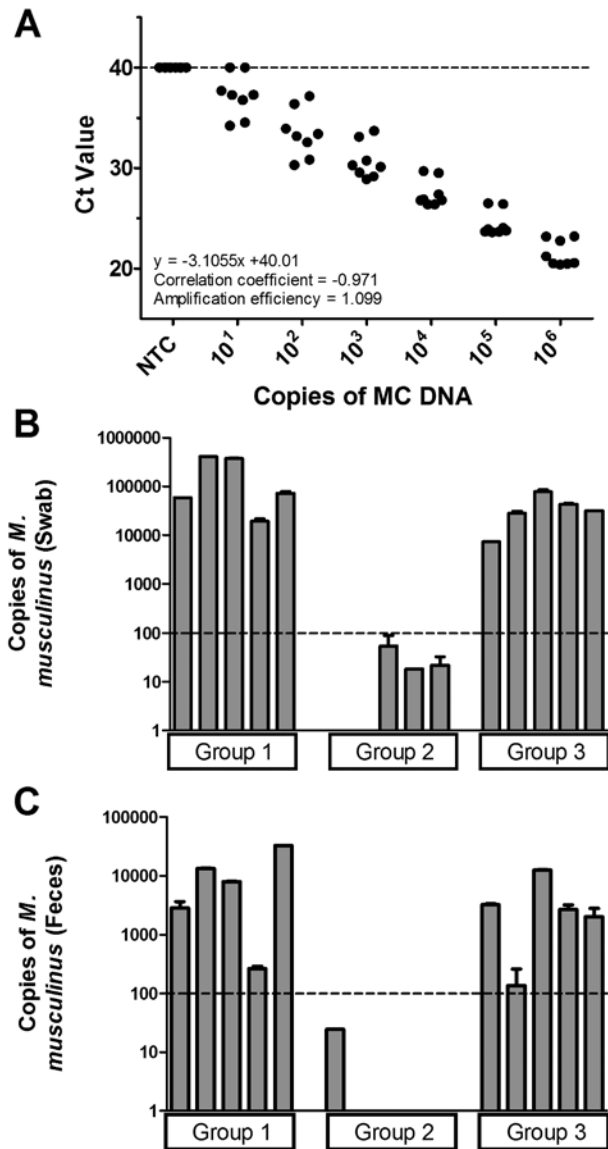 A
Ct Value
40
30
20
y = -3.1055x +40.01
Correlation coefficient = -0.971
Amplification efficiency = 1.099
NTC
10¹
10²
10³
10⁴
10⁵
10⁶
Copies of MC DNA
B
Copies of M.
musculinus (Swab)
1000000
100000
10000
1000
100
10
1
Group 1
Group 2
Group 3
C
Copies of M.
musculinus (Feces)
100000
10000
1000
100
10
1
Group 1
Group 2
Group 3